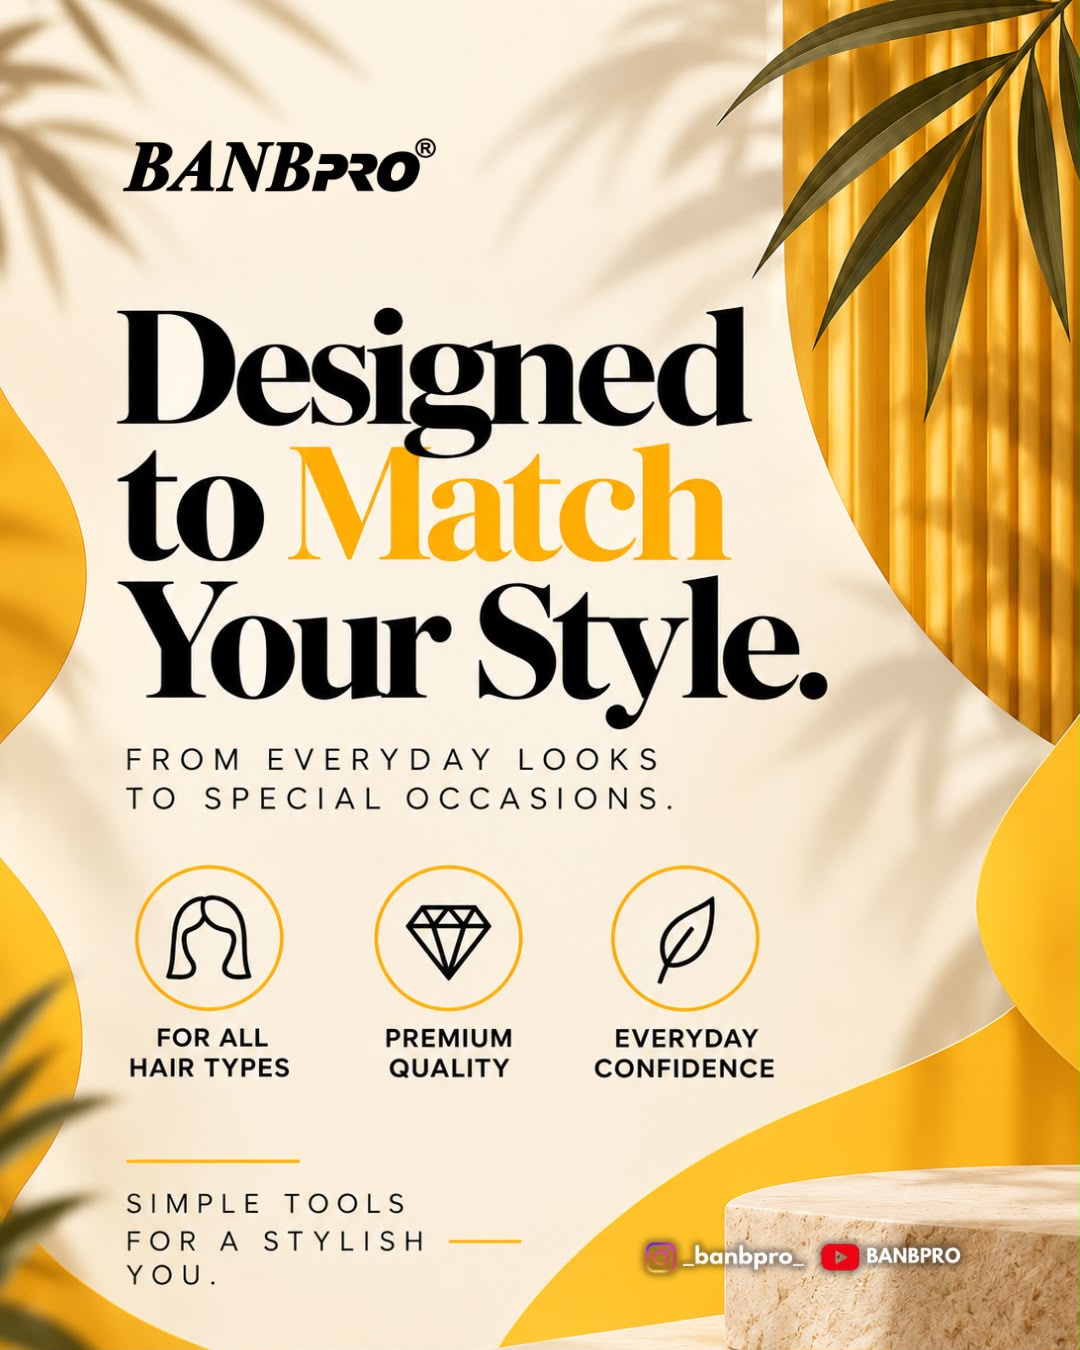 BANBPRO®
Designed
to Match
Your Style.
FROM EVERYDAY LOOKS
TO SPECIAL OCCASIONS.
FOR ALL
HAIR TYPES
PREMIUM
QUALITY
EVERYDAY
CONFIDENCE
SIMPLE TOOLS
FOR A STYLISH
YOU.
_banbpro_ BANBPRO